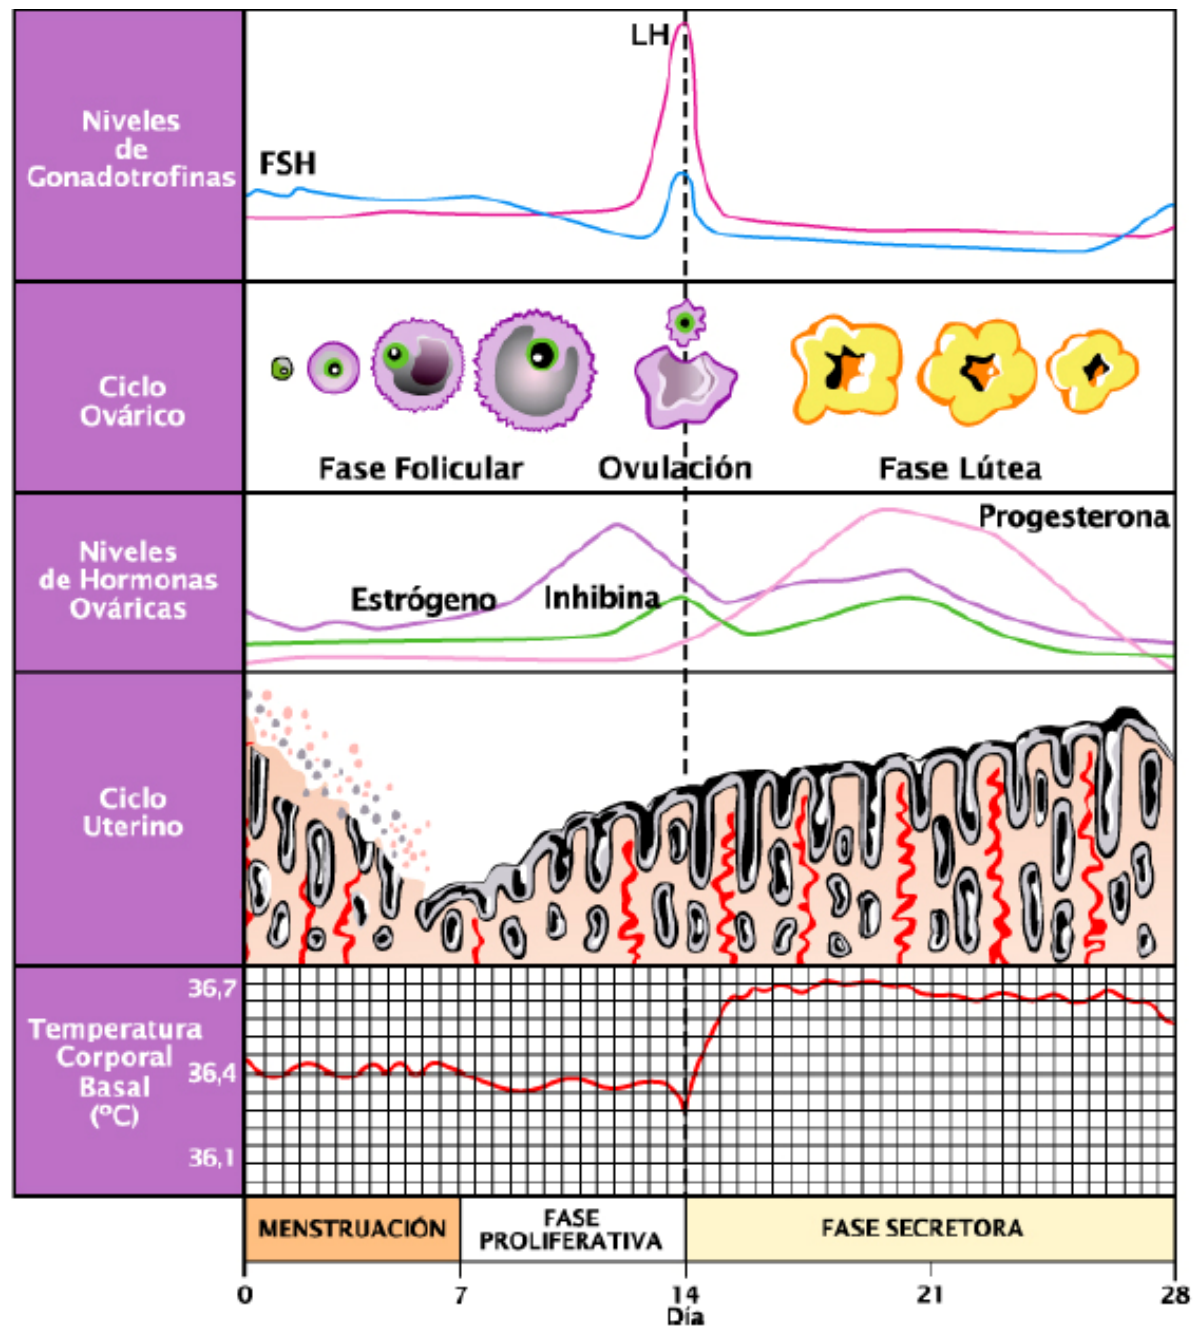 Niveles
de
Gonadotrofinas
LH
FSH
Ciclo
Ovárico
Fase Folicular
Ovulación
Fase Lútea
Niveles
de Hormonas
Ováricas
Estrógeno
Inhibina
Progesterona
Ciclo
Uterino
Temperatura
Corporal
Basal
(ºC)
36,7
36,4
36,1
MENSTRUACIÓN
FASE
PROLIFERATIVA
FASE SECRETORA
0
7
14
21
28
Día